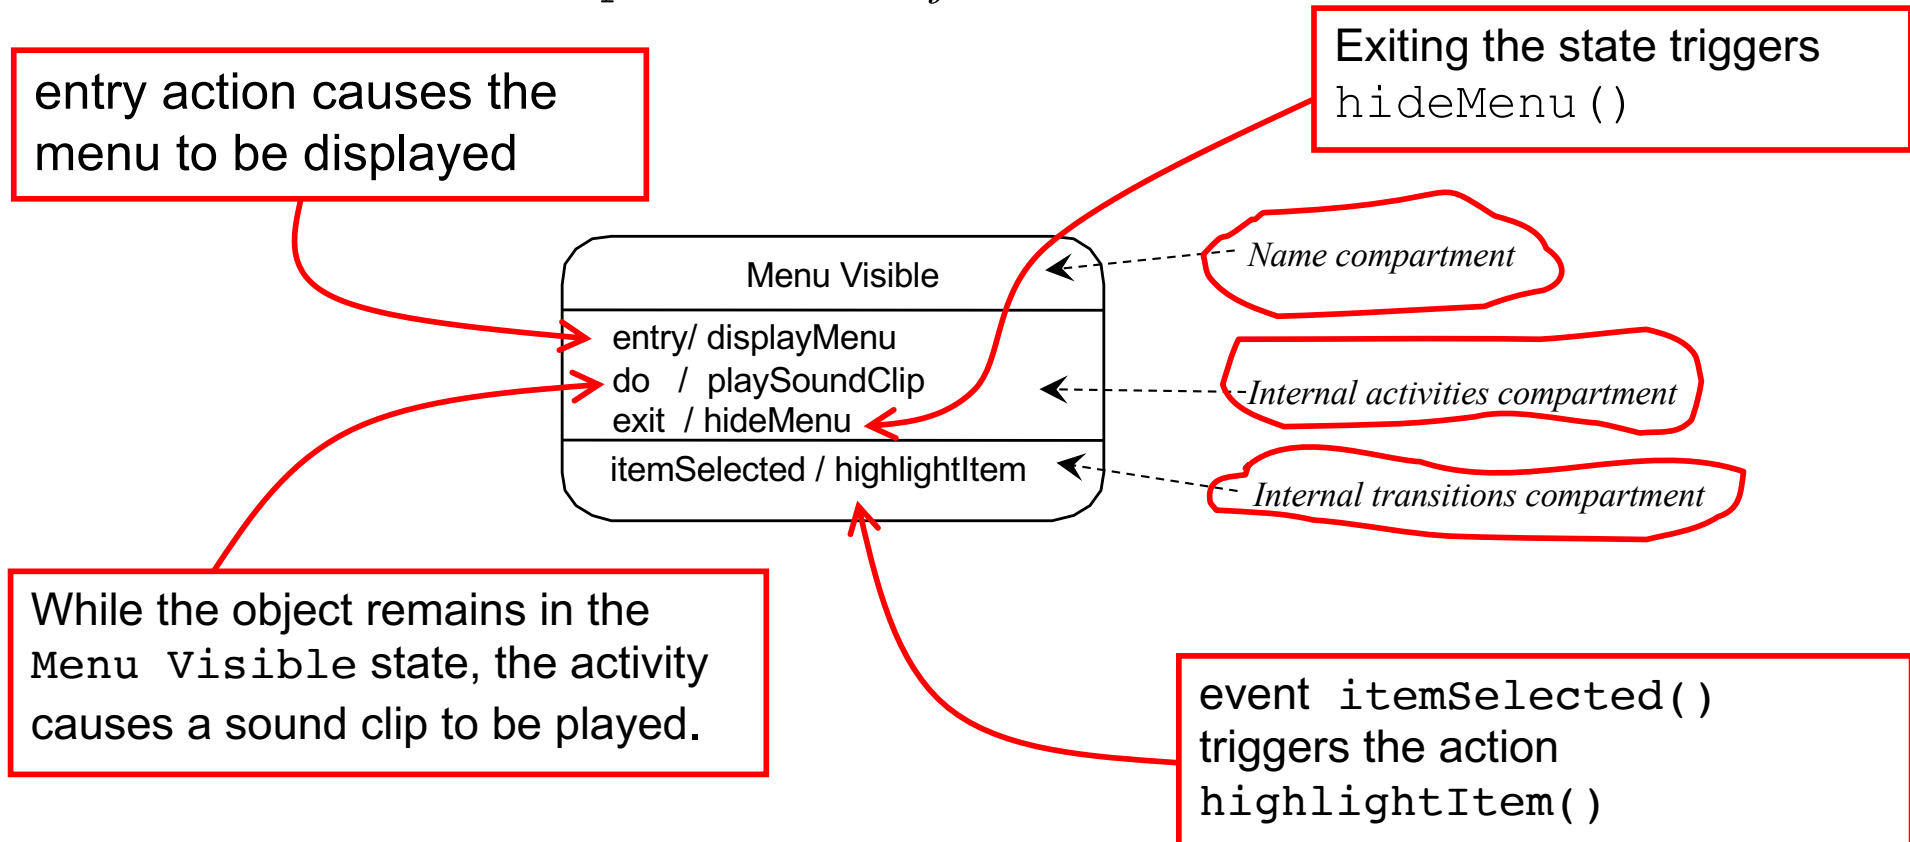 entry action causes the
menu to be displayed
Exiting the state triggers
hideMenu()
Menu Visible
Name compartment
entry/ displayMenu
do / playSoundClip
exit / hideMenu
Internal activities compartment
itemSelected / highlightItem
Internal transitions compartment
While the object remains in the
Menu Visible state, the activity
causes a sound clip to be played.
event itemSelected()
triggers the action
highlightItem()